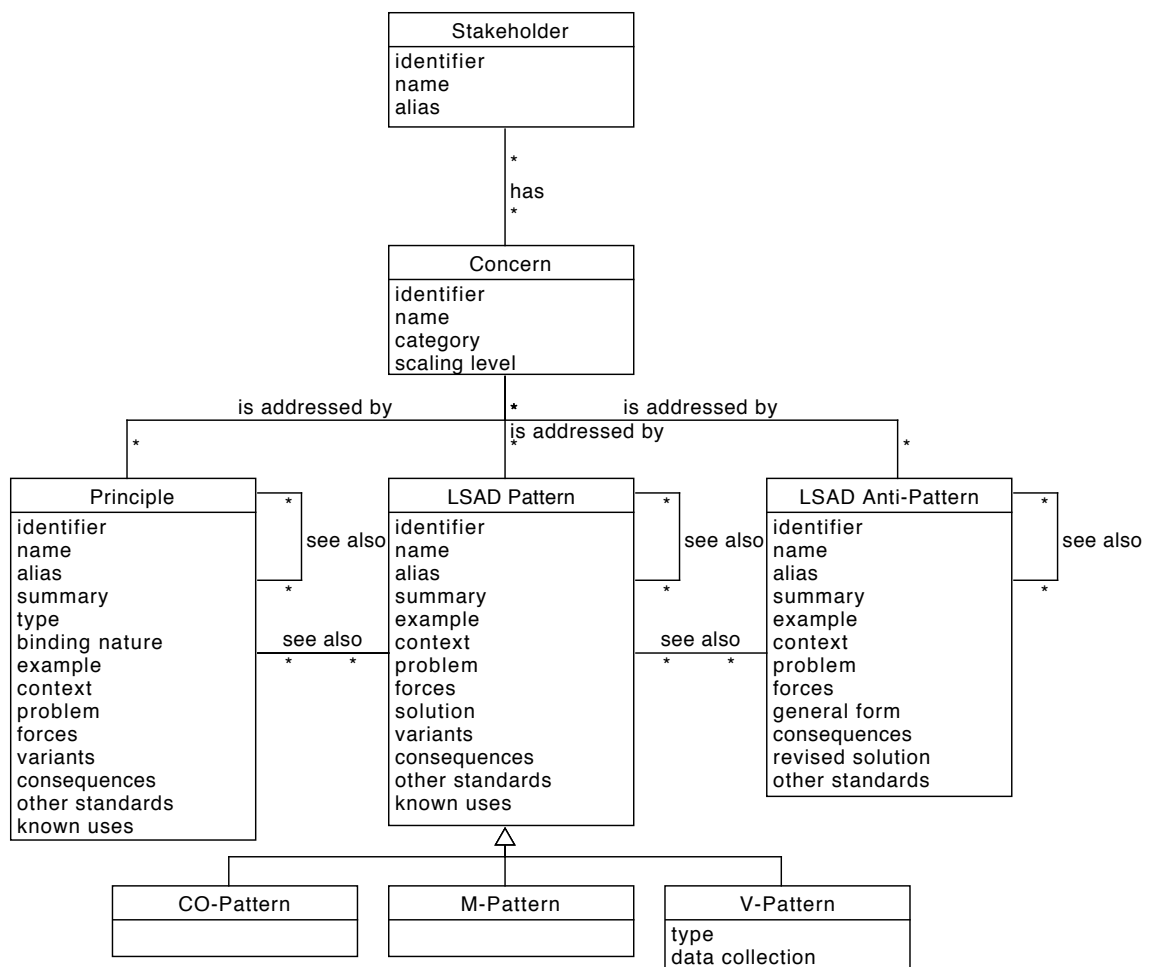 Stakeholder
identifier
name
alias
*
has
*
Concern
identifier
name
category
scaling level
is addressed by
*
is addressed by
is addressed by
*
*
*
Principle
identifier
name
alias
summary
type
binding nature
example
context
problem
forces
variants
consequences
other standards
known uses
*
see also
*
see also
*
*
LSAD Pattern
identifier
name
alias
summary
example
context
problem
forces
solution
variants
consequences
other standards
known uses
*
see also
*
see also
*
*
LSAD Anti-Pattern
identifier
name
alias
summary
example
context
problem
forces
general form
consequences
revised solution
other standards
*
see also
*
CO-Pattern
M-Pattern
V-Pattern
type
data collection